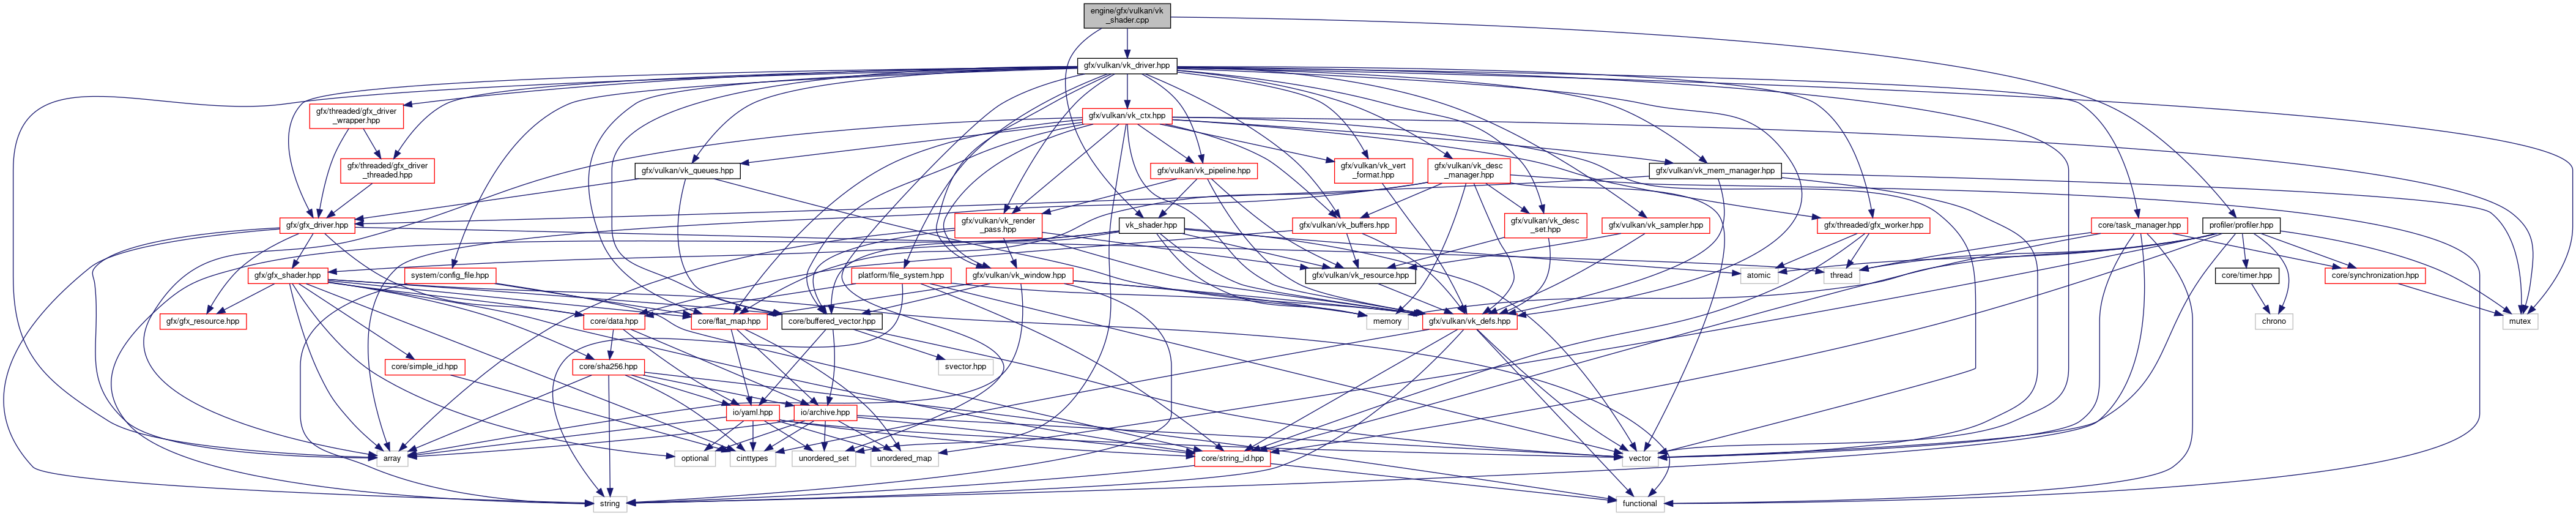 engine/gfx/vulkan/vk
_shader.cpp
gfx/vulkan/vk_driver.hpp
gfx/threaded/gfx_driver
_wrapper.hpp
gfx/vulkan/vk_ctx.hpp
gfx/threaded/gfx_driver
_threaded.hpp
gfx/vulkan/vk_queues.hpp
gfx/vulkan/vk_pipeline.hpp
gfx/vulkan/vk_vert
_format.hpp
gfx/vulkan/vk_desc
_manager.hpp
gfx/vulkan/vk_mem_manager.hpp
gfx/gfx_driver.hpp
gfx/vulkan/vk_render
_pass.hpp
vk_shader.hpp
gfx/vulkan/vk_buffers.hpp
gfx/vulkan/vk_desc
_set.hpp
gfx/vulkan/vk_sampler.hpp
gfx/threaded/gfx_worker.hpp
core/task_manager.hpp
profiler/profiler.hpp
gfx/gfx_shader.hpp
system/config_file.hpp
platform/file_system.hpp
gfx/vulkan/vk_window.hpp
gfx/vulkan/vk_resource.hpp
atomic
thread
core/timer.hpp
core/synchronization.hpp
gfx/gfx_resource.hpp
core/data.hpp
core/flat_map.hpp
core/buffered_vector.hpp
memory
gfx/vulkan/vk_defs.hpp
chrono
mutex
core/simple_id.hpp
core/sha256.hpp
svector.hpp
io/yaml.hpp
io/archive.hpp
array
optional
cinttypes
unordered_set
unordered_map
core/string_id.hpp
vector
string
functional